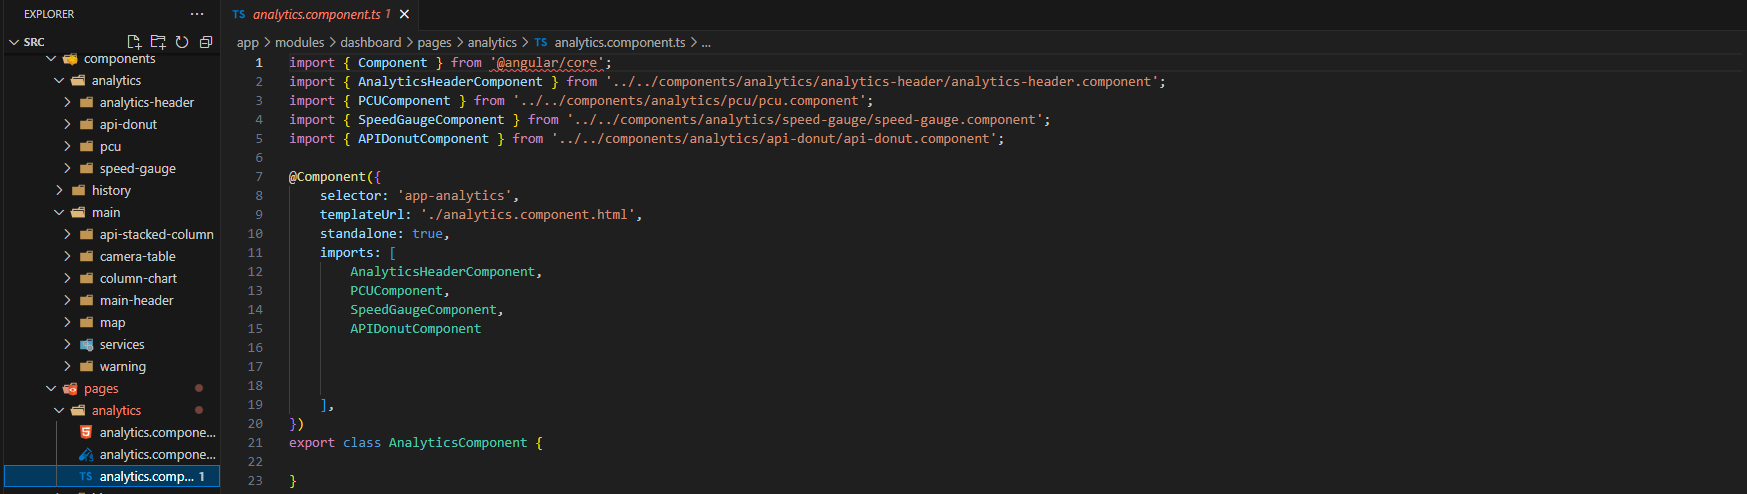 EXPLORER
SRC
components
analytics
analytics-header
api-donut
pcu
speed-gauge
history
main
api-stacked-column
camera-table
column-chart
main-header
map
services
warning
pages
analytics
analytics.compone...
analytics.compone...
TS analytics.comp... 1
TS analytics.component.ts 1
app > modules > dashboard > pages > analytics > TS analytics.component.ts > ...
1 import { Component } from '@angular/core';
2 import { AnalyticsHeaderComponent } from '../../components/analytics/analytics-header/analytics-header.component';
3 import { PCUComponent } from '../../components/analytics/pcu/pcu.component';
4 import { SpeedGaugeComponent } from '../../components/analytics/speed-gauge/speed-gauge.component';
5 import { APIDonutComponent } from '../../components/analytics/api-donut/api-donut.component';
6
7 @Component({
8 selector: 'app-analytics',
9 templateUrl: './analytics.component.html',
10 standalone: true,
11 imports: [
12 AnalyticsHeaderComponent,
13 PCUComponent,
14 SpeedGaugeComponent,
15 APIDonutComponent
16
17
18
19 ],
20 })
21 export class AnalyticsComponent {
22
23 }